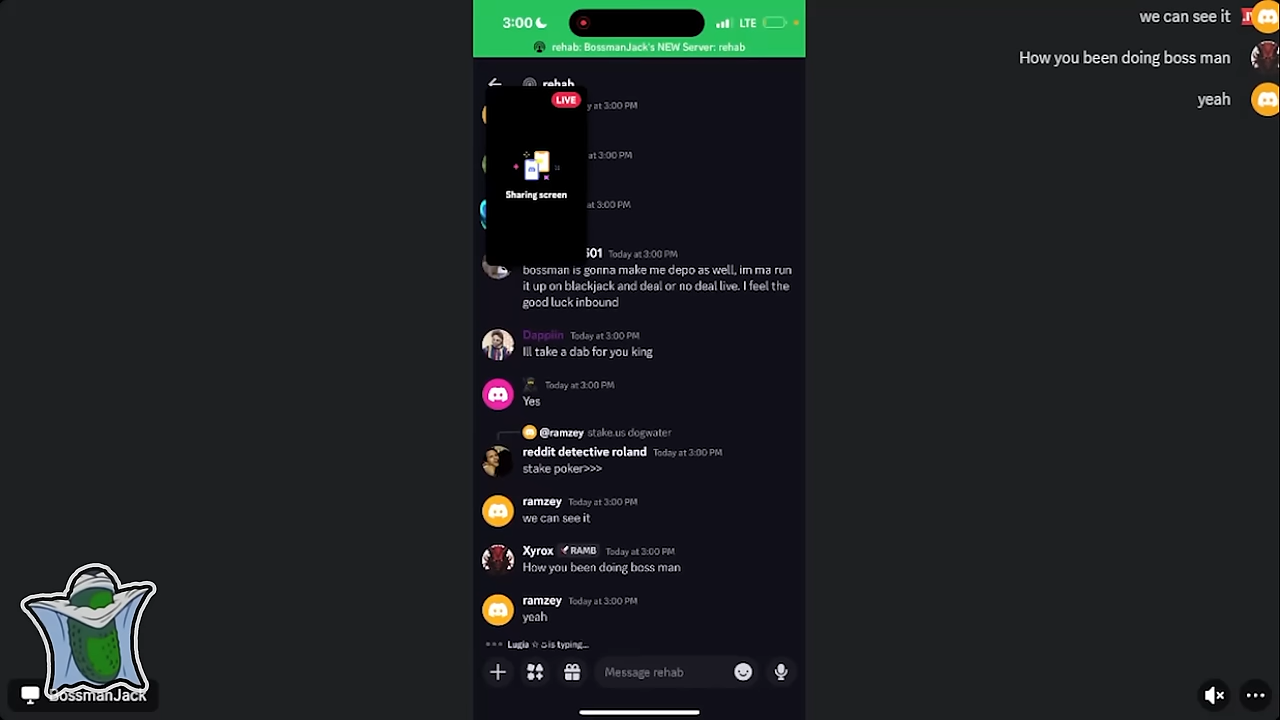 3:00
LTE
rehab: BossmanJack's NEW Server: rehab
rehab
LIVE
Sharing screen
y at 3:00 PM
at 3:00 PM
at 3:00 PM
501 Today at 3:00 PM
bossman is gonna make me depo as well, im ma run
it up on blackjack and deal or no deal live. I feel the
good luck inbound
Dappiin Today at 3:00 PM
Ill take a dab for you king
Today at 3:00 PM
Yes
@ramzey stake.us dogwater
reddit detective roland Today at 3:00 PM
stake poker>>>
ramzey Today at 3:00 PM
we can see it
Xyrox RAMB Today at 3:00 PM
How you been doing boss man
ramzey Today at 3:00 PM
yeah
Lugia is typing...
Message rehab
we can see it
How you been doing boss man
yeah
BossmanJack